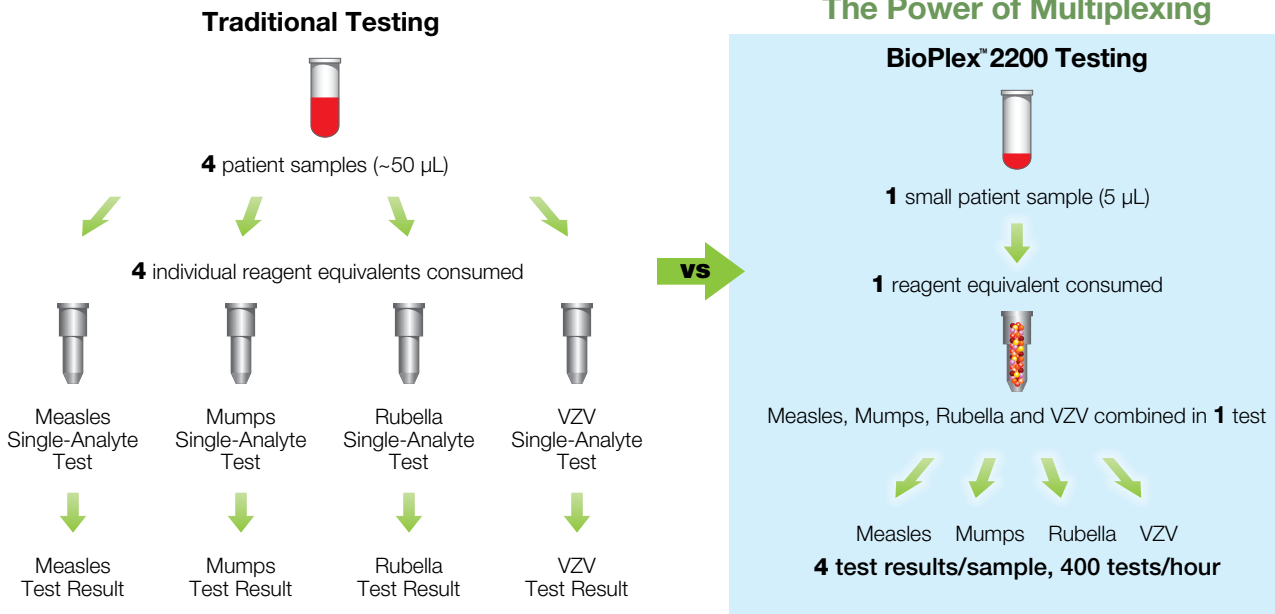 Traditional Testing
4 patient samples (~50 µL)
4 individual reagent equivalents consumed
Measles
Single-Analyte
Test
Mumps
Single-Analyte
Test
Rubella
Single-Analyte
Test
VZV
Single-Analyte
Test
Measles
Test Result
Mumps
Test Result
Rubella
Test Result
VZV
Test Result
vs
The Power of Multiplexing
BioPlex™ 2200 Testing
1 small patient sample (5 µL)
1 reagent equivalent consumed
Measles, Mumps, Rubella and VZV combined in 1 test
Measles Mumps Rubella VZV
4 test results/sample, 400 tests/hour